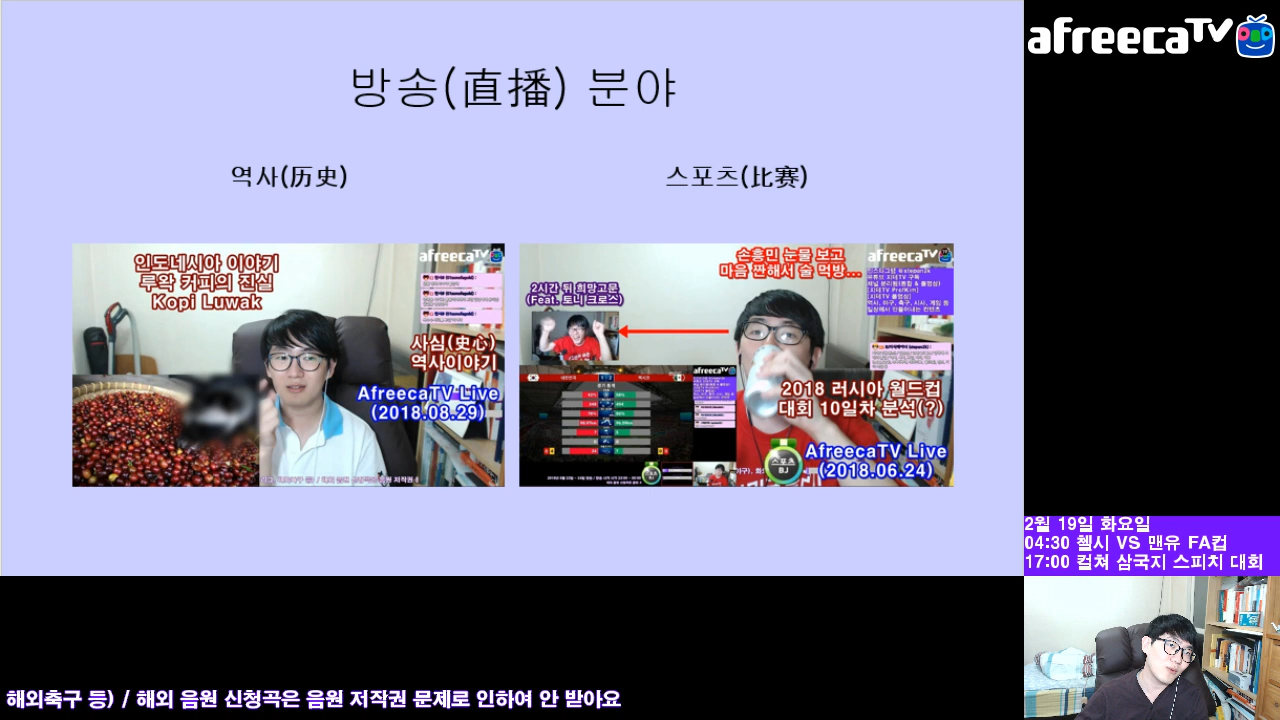 방송(直播) 분야
역사(历史)
스포츠(比赛)
인도네시아 이야기
루왁 커피의 진실
Kopi Luwak
afreecaTV
사심(史心)
역사이야기
AfreecaTV Live
(2018.08.29)
손흥민 눈물 보고
마음 짠해서 술 먹방...
afreecaTV
2시간 뒤 희망고문
(Feat. 토니 크로스)
afreecaTV
2018 러시아 월드컵
대회 10일차 분석(?)
스포츠
BJ
AfreecaTV Live
(2018.06.24)
afreecaTV
2월 19일 화요일
04:30 첼시 VS 맨유 FA컵
17:00 컬쳐 삼국지 스피치 대회
해외축구 등) / 해외 음원 신청곡은 음원 저작권 문제로 인하여 안 받아요